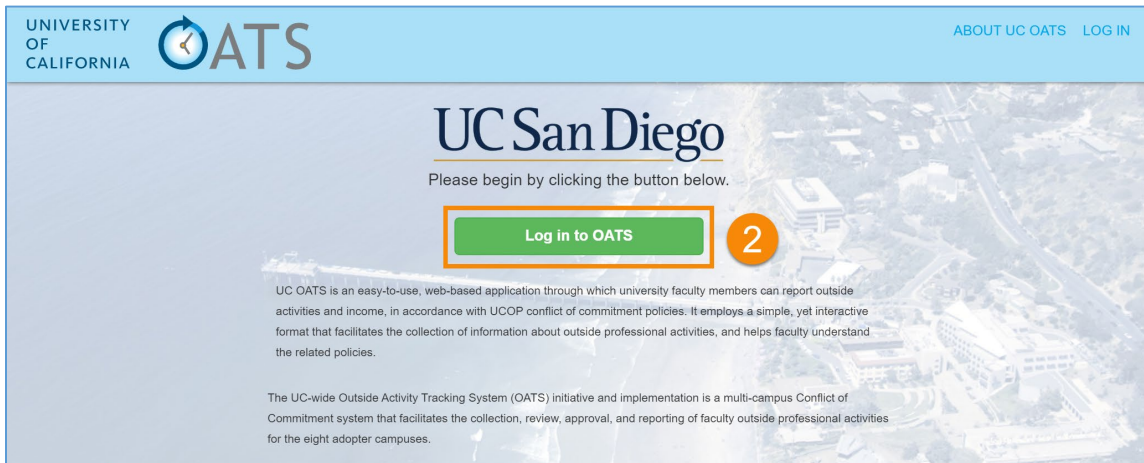 UNIVERSITY
OF
CALIFORNIA
OATS
ABOUT UC OATS LOG IN
UC San Diego
Please begin by clicking the button below.
Log in to OATS
2
UC OATS is an easy-to-use, web-based application through which university faculty members can report outside
activities and income, in accordance with UCOP conflict of commitment policies. It employs a simple, yet interactive
format that facilitates the collection of information about outside professional activities, and helps faculty understand
the related policies.
The UC-wide Outside Activity Tracking System (OATS) initiative and implementation is a multi-campus Conflict of
Commitment system that facilitates the collection, review, approval, and reporting of faculty outside professional activities
for the eight adopter campuses.